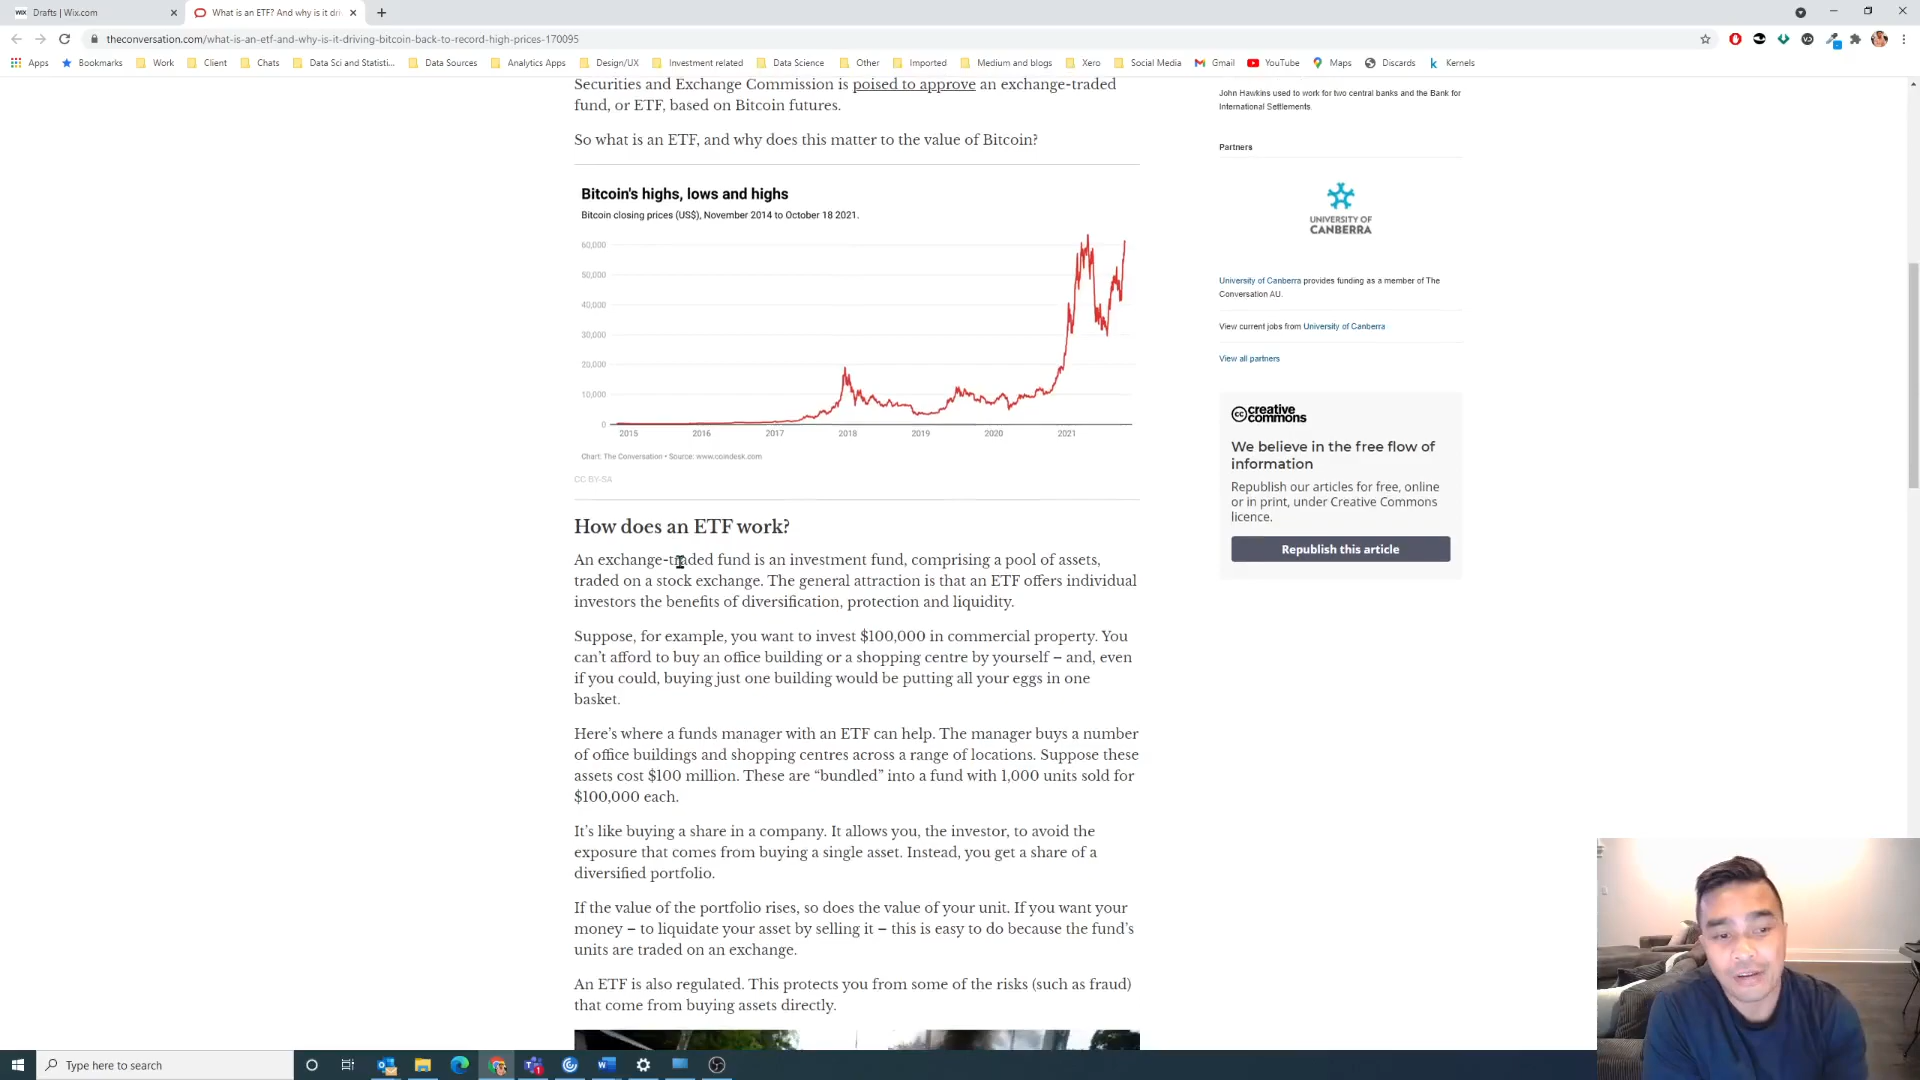 Drafts | Wix.com
What is an ETF? And why is it dri
theconversation.com/what-is-an-etf-and-why-is-it-driving-bitcoin-back-to-record-high-prices-170095
Apps Bookmarks Work Client Chats Data Sci and Statisti... Data Sources Analytics Apps Design/UX Investment related Data Science Other Imported Medium and blogs Xero Social Media Gmail YouTube Maps Discards Kernels
Securities and Exchange Commission is poised to approve an exchange-traded
fund, or ETF, based on Bitcoin futures.
So what is an ETF, and why does this matter to the value of Bitcoin?
Bitcoin's highs, lows and highs
Bitcoin closing prices (US$), November 2014 to October 18 2021.
60,000
50,000
40,000
30,000
20,000
10,000
0
2015 2016 2017 2018 2019 2020 2021
Chart: The Conversation • Source: www.coindesk.com
CC BY-SA
How does an ETF work?
An exchange-traded fund is an investment fund, comprising a pool of assets,
traded on a stock exchange. The general attraction is that an ETF offers individual
investors the benefits of diversification, protection and liquidity.
Suppose, for example, you want to invest $100,000 in commercial property. You
can't afford to buy an office building or a shopping centre by yourself – and, even
if you could, buying just one building would be putting all your eggs in one
basket.
Here's where a funds manager with an ETF can help. The manager buys a number
of office buildings and shopping centres across a range of locations. Suppose these
assets cost $100 million. These are “bundled” into a fund with 1,000 units sold for
$100,000 each.
It's like buying a share in a company. It allows you, the investor, to avoid the
exposure that comes from buying a single asset. Instead, you get a share of a
diversified portfolio.
If the value of the portfolio rises, so does the value of your unit. If you want your
money – to liquidate your asset by selling it – this is easy to do because the fund's
units are traded on an exchange.
An ETF is also regulated. This protects you from some of the risks (such as fraud)
that come from buying assets directly.
John Hawkins used to work for two central banks and the Bank for
International Settlements.
Partners
UNIVERSITY OF
CANBERRA
University of Canberra provides funding as a member of The
Conversation AU.
View current jobs from University of Canberra
View all partners
cc creative
commons
We believe in the free flow of
information
Republish our articles for free, online
or in print, under Creative Commons
licence.
Republish this article
Type here to search